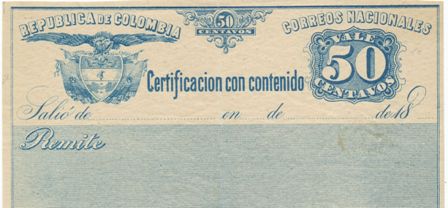 REPUBLICA DE COLOMBIA
50
CENTAVOS
CORREOS NACIONALES
Certificacion con contenido
VALE
50
CENTAVOS
Salió de en de de 18
Remite